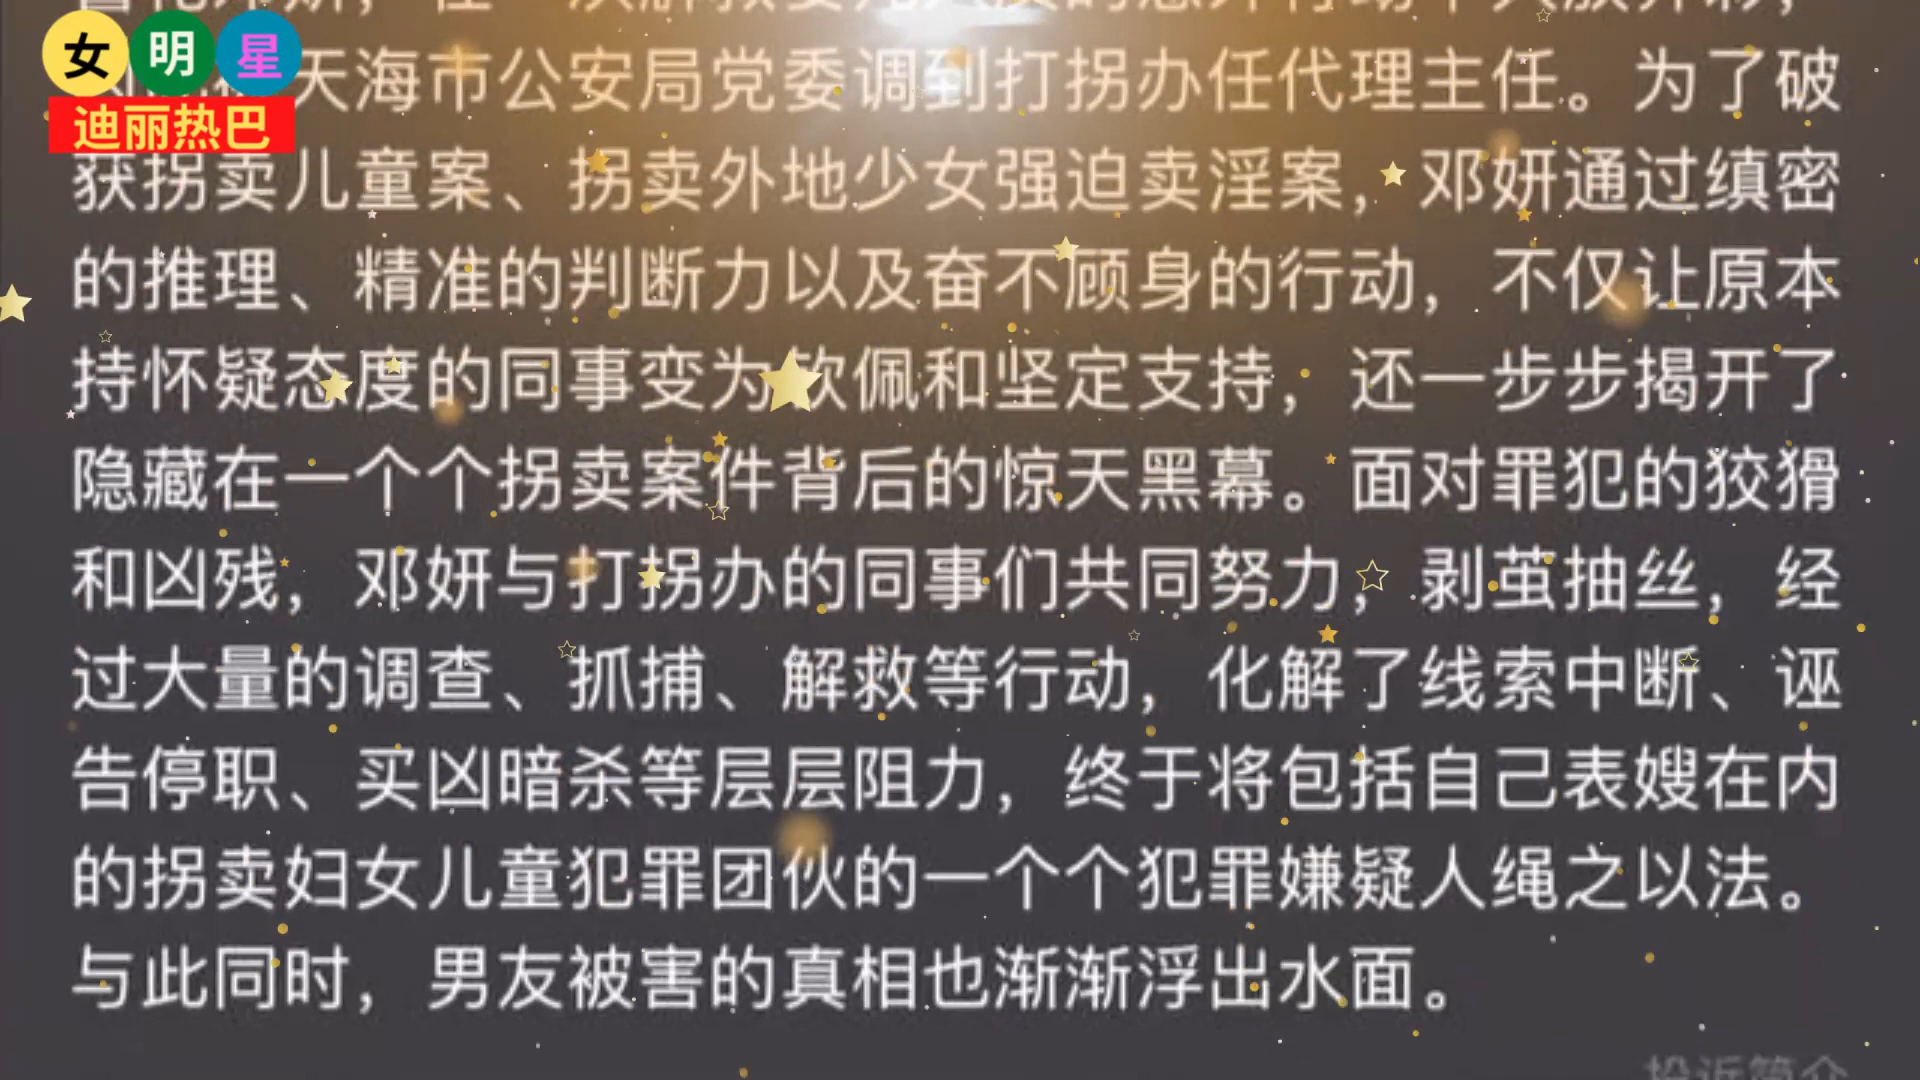 女明星
迪丽热巴
天海市公安局党委调到打拐办任代理主任。为了破
获拐卖儿童案、拐卖外地少女强迫卖淫案，邓妍通过缜密
的推理、精准的判断力以及奋不顾身的行动，不仅让原本
持怀疑态度的同事变为钦佩和坚定支持，还一步步揭开了
隐藏在一个个拐卖案件背后的惊天黑幕。面对罪犯的狡猾
和凶残，邓妍与打拐办的同事们共同努力，剥茧抽丝，经
过大量的调查、抓捕、解救等行动，化解了线索中断、诬
告停职、买凶暗杀等层层阻力，终于将包括自己表嫂在内
的拐卖妇女儿童犯罪团伙的一个个犯罪嫌疑人绳之以法。
与此同时，男友被害的真相也渐渐浮出水面。
投诉简介